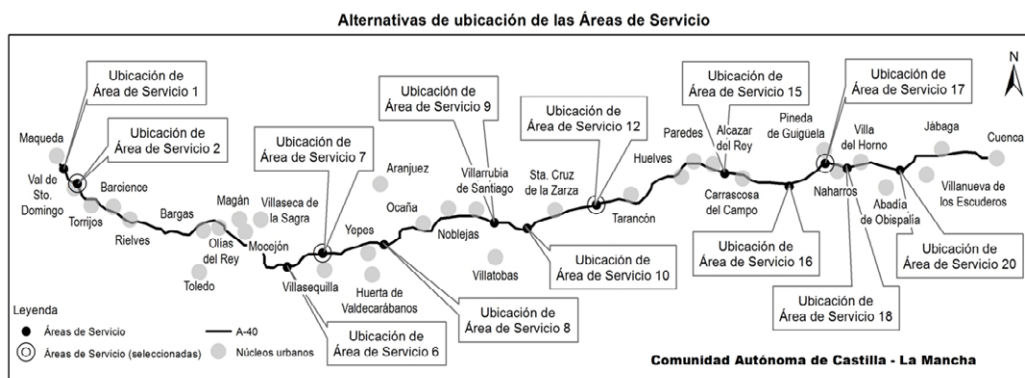 Alternativas de ubicación de las Áreas de Servicio
Ubicación de
Área de Servicio 1
Ubicación de
Área de Servicio 2
Ubicación de
Área de Servicio 7
Ubicación de
Área de Servicio 9
Ubicación de
Área de Servicio 12
Ubicación de
Área de Servicio 15
Ubicación de
Área de Servicio 17
N
Maqueda
Val de
Sto.
Domingo
Barcience
Torrijos
Rielves
Bargas
Magán
Olías
del Rey
Villaseca de
la Sagra
Mocejón
Toledo
Villasequilla
Yepos
Aranjuez
Huerta de
Valdecarábanos
Ocaña
Noblejas
Villarrubia
de Santiago
Villatobas
Sta. Cruz
de la Zarza
Tarancón
Huelves
Paredes
Alcazar
del Rey
Carrascosa
del Campo
Pineda
de Guigüela
Naharros
Villa
del Horno
Abadía
de Obispalía
Jábaga
Villanueva de
los Escuderos
Cuenca
Ubicación de
Área de Servicio 6
Ubicación de
Área de Servicio 8
Ubicación de
Área de Servicio 10
Ubicación de
Área de Servicio 16
Ubicación de
Área de Servicio 18
Ubicación de
Área de Servicio 20
Leyenda
Áreas de Servicio
A-40
Áreas de Servicio (seleccionadas)
Núcleos urbanos
Comunidad Autónoma de Castilla - La Mancha